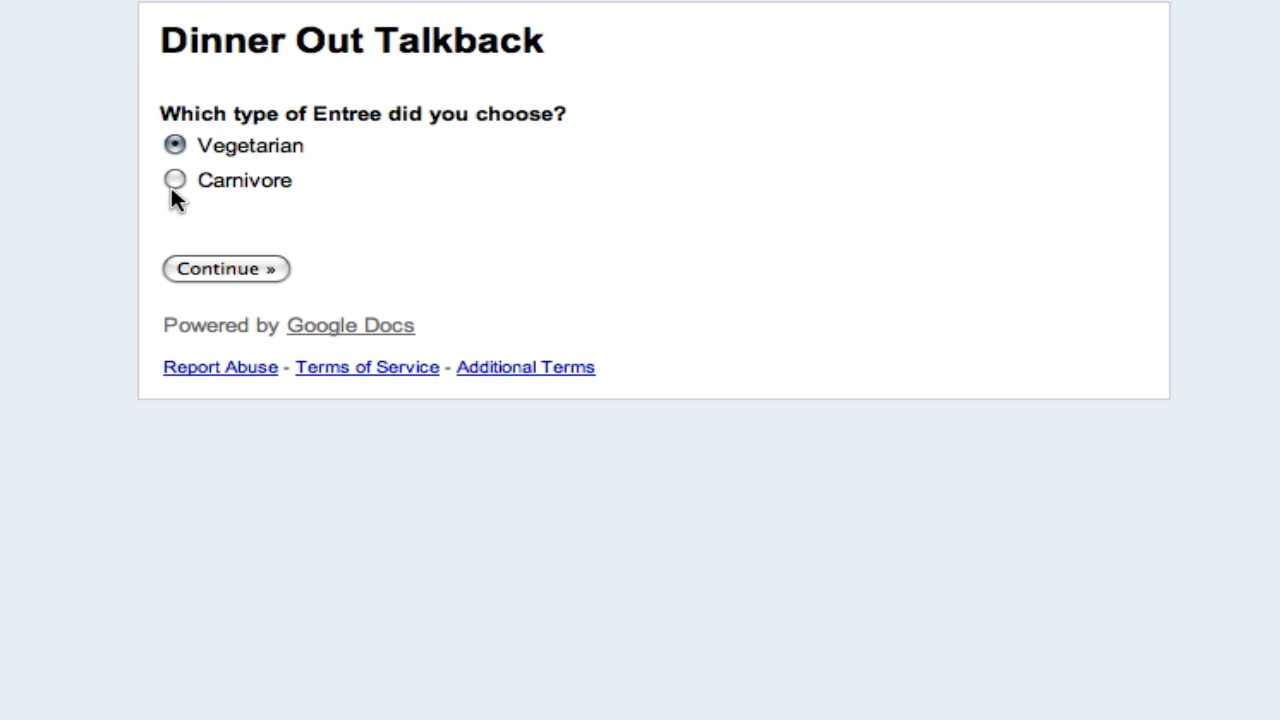 Dinner Out Talkback
Which type of Entree did you choose?
Vegetarian
Carnivore
Continue »
Powered by Google Docs
Report Abuse - Terms of Service - Additional Terms